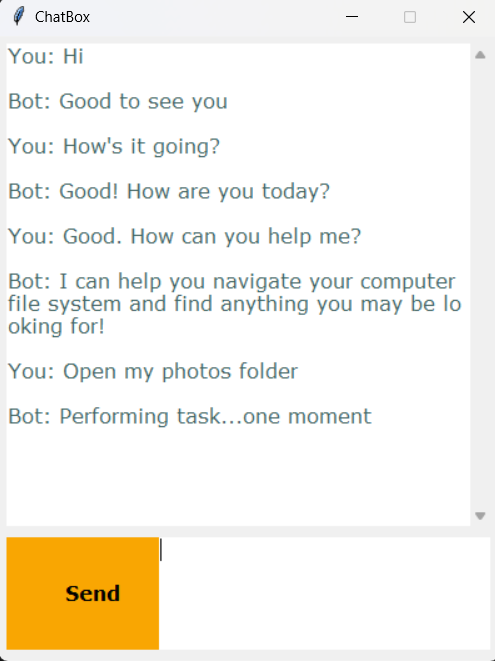 ChatBox
You: Hi
Bot: Good to see you
You: How's it going?
Bot: Good! How are you today?
You: Good. How can you help me?
Bot: I can help you navigate your computer
file system and find anything you may be lo
oking for!
You: Open my photos folder
Bot: Performing task...one moment
Send